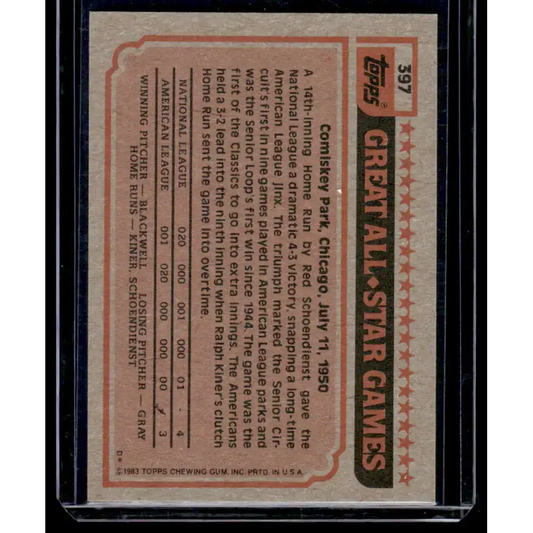 397
TOPPS®
GREAT ALL★STAR GAMES
Comiskey Park, Chicago, July 11, 1950
A 14th-inning Home Run by Red Schoendienst gave the
National League a dramatic 4-3 victory, snapping a long-time
American League Jinx. The triumph marked the Senior Cir-
cuit's first in nine games played in American League parks and
was the Senior Loop's first win since 1944. The game was the
first of the Classics to go into extra innings. The Americans
held a 3-2 lead into the ninth inning when Ralph Kiner's clutch
Home Run sent the game into overtime.
NATIONAL LEAGUE 020 000 001 000 01 - 4
AMERICAN LEAGUE 001 020 000 000 00 - 3
WINNING PITCHER — BLACKWELL LOSING PITCHER — GRAY
HOME RUNS — KINER, SCHOENDIENST
D* © 1983 TOPPS CHEWING GUM, INC. PRTD. IN U.S.A.